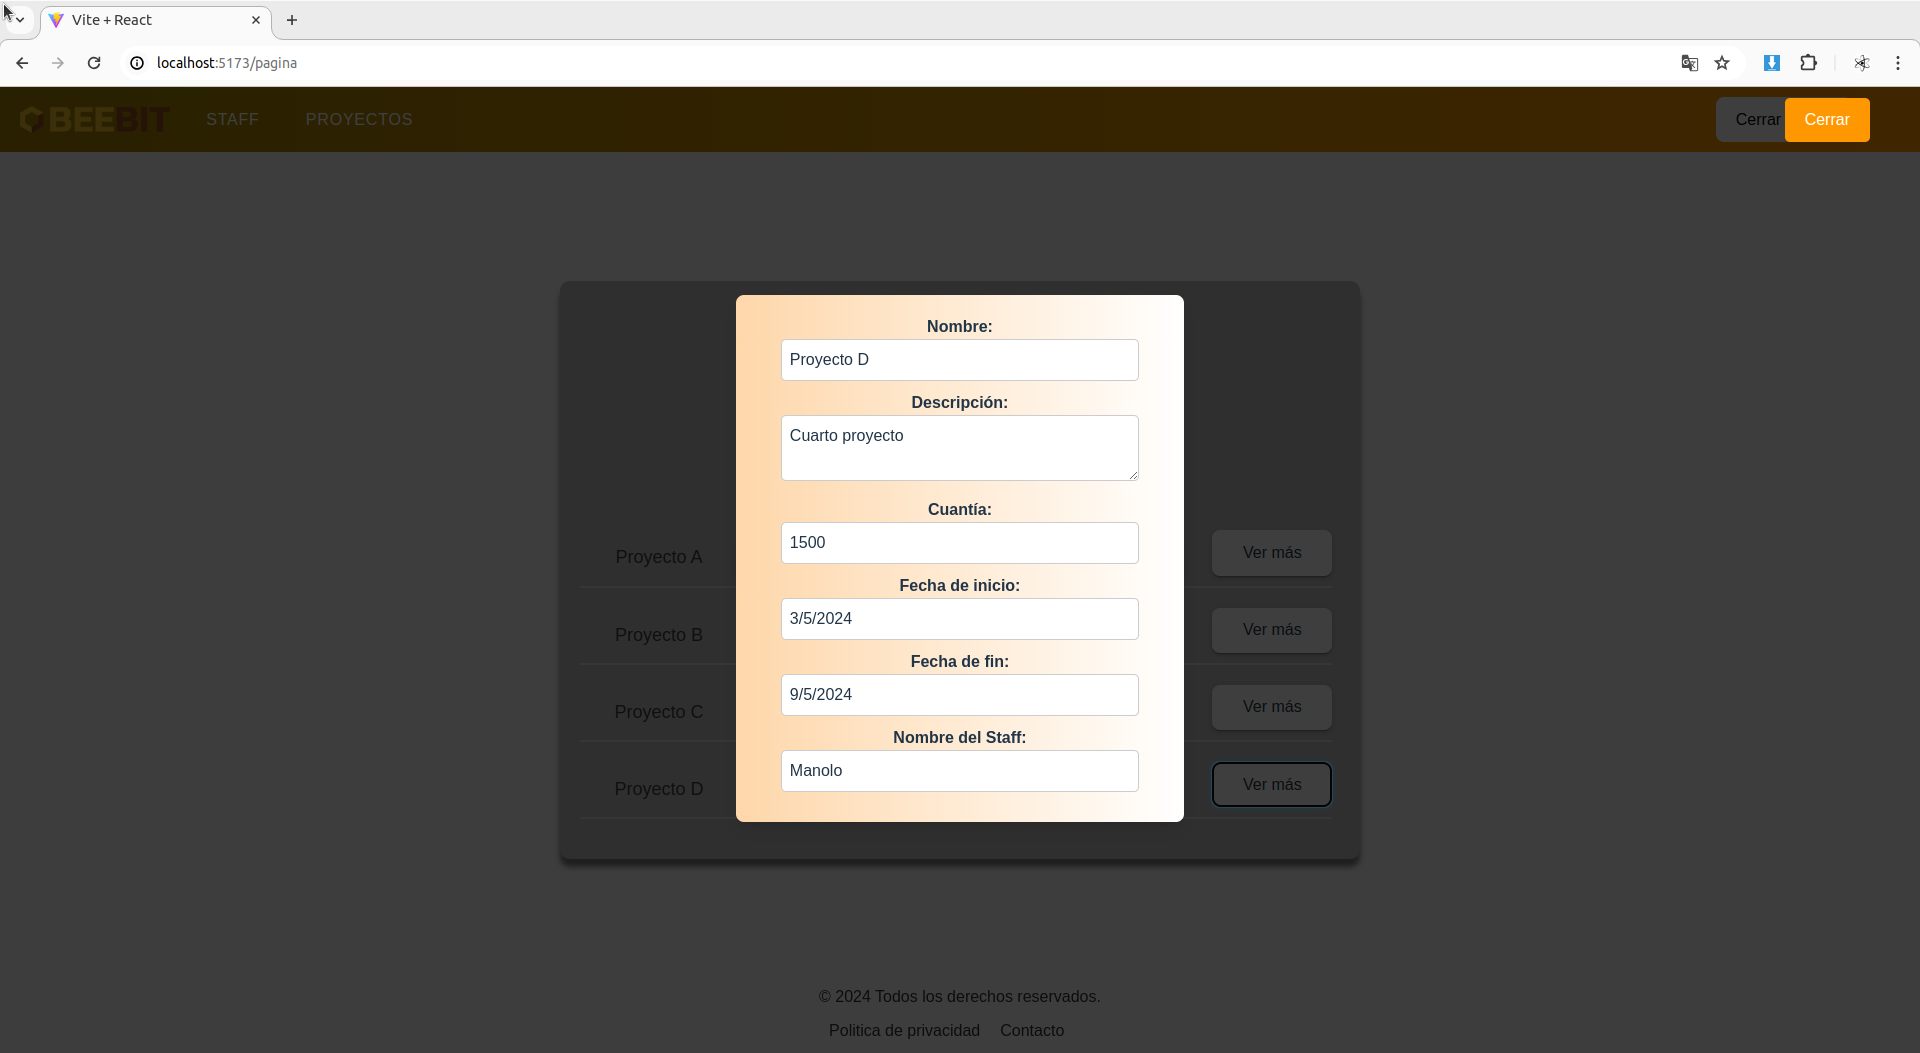 Vite + React
localhost:5173/pagina
BEEBIT STAFF PROYECTOS Cerrar Cerrar
Nombre:
Proyecto D
Descripción:
Cuarto proyecto
Cuantía:
1500
Proyecto A Ver más
Fecha de inicio:
3/5/2024
Proyecto B Ver más
Fecha de fin:
9/5/2024
Proyecto C Ver más
Nombre del Staff:
Manolo
Proyecto D Ver más
© 2024 Todos los derechos reservados.
Politica de privacidad Contacto